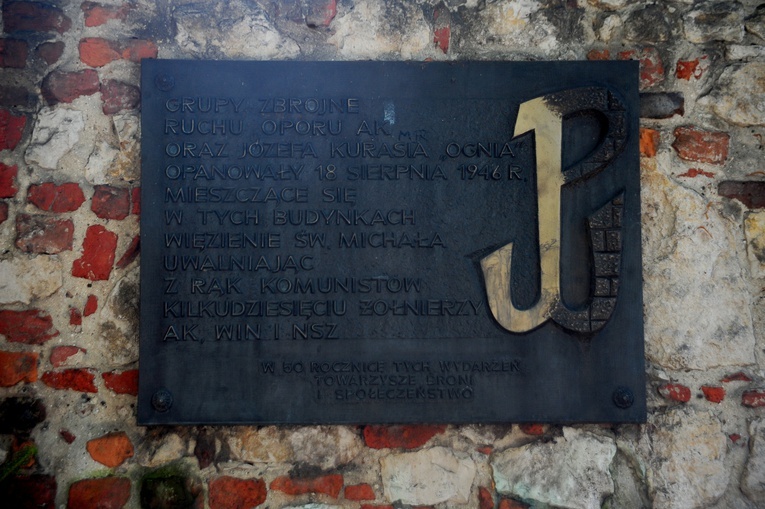 GRUPY ZBROJNE
RUCHU OPORU AK M R
ORAZ JÓZEFA KURASIA „OGNIA”
OPANOWAŁY 18 SIERPNIA 1946 R.
MIESZCZĄCE SIĘ
W TYCH BUDYNKACH
WIĘZIENIE ŚW. MICHAŁA
UWALNIAJĄC
Z RĄK KOMUNISTÓW
KILKUDZIESIĘCIU ŻOŁNIERZY
AK, WIN I NSZ
W 50 ROCZNICĘ TYCH WYDARZEŃ
TOWARZYSZE BRONI
I SPOŁECZEŃSTWO